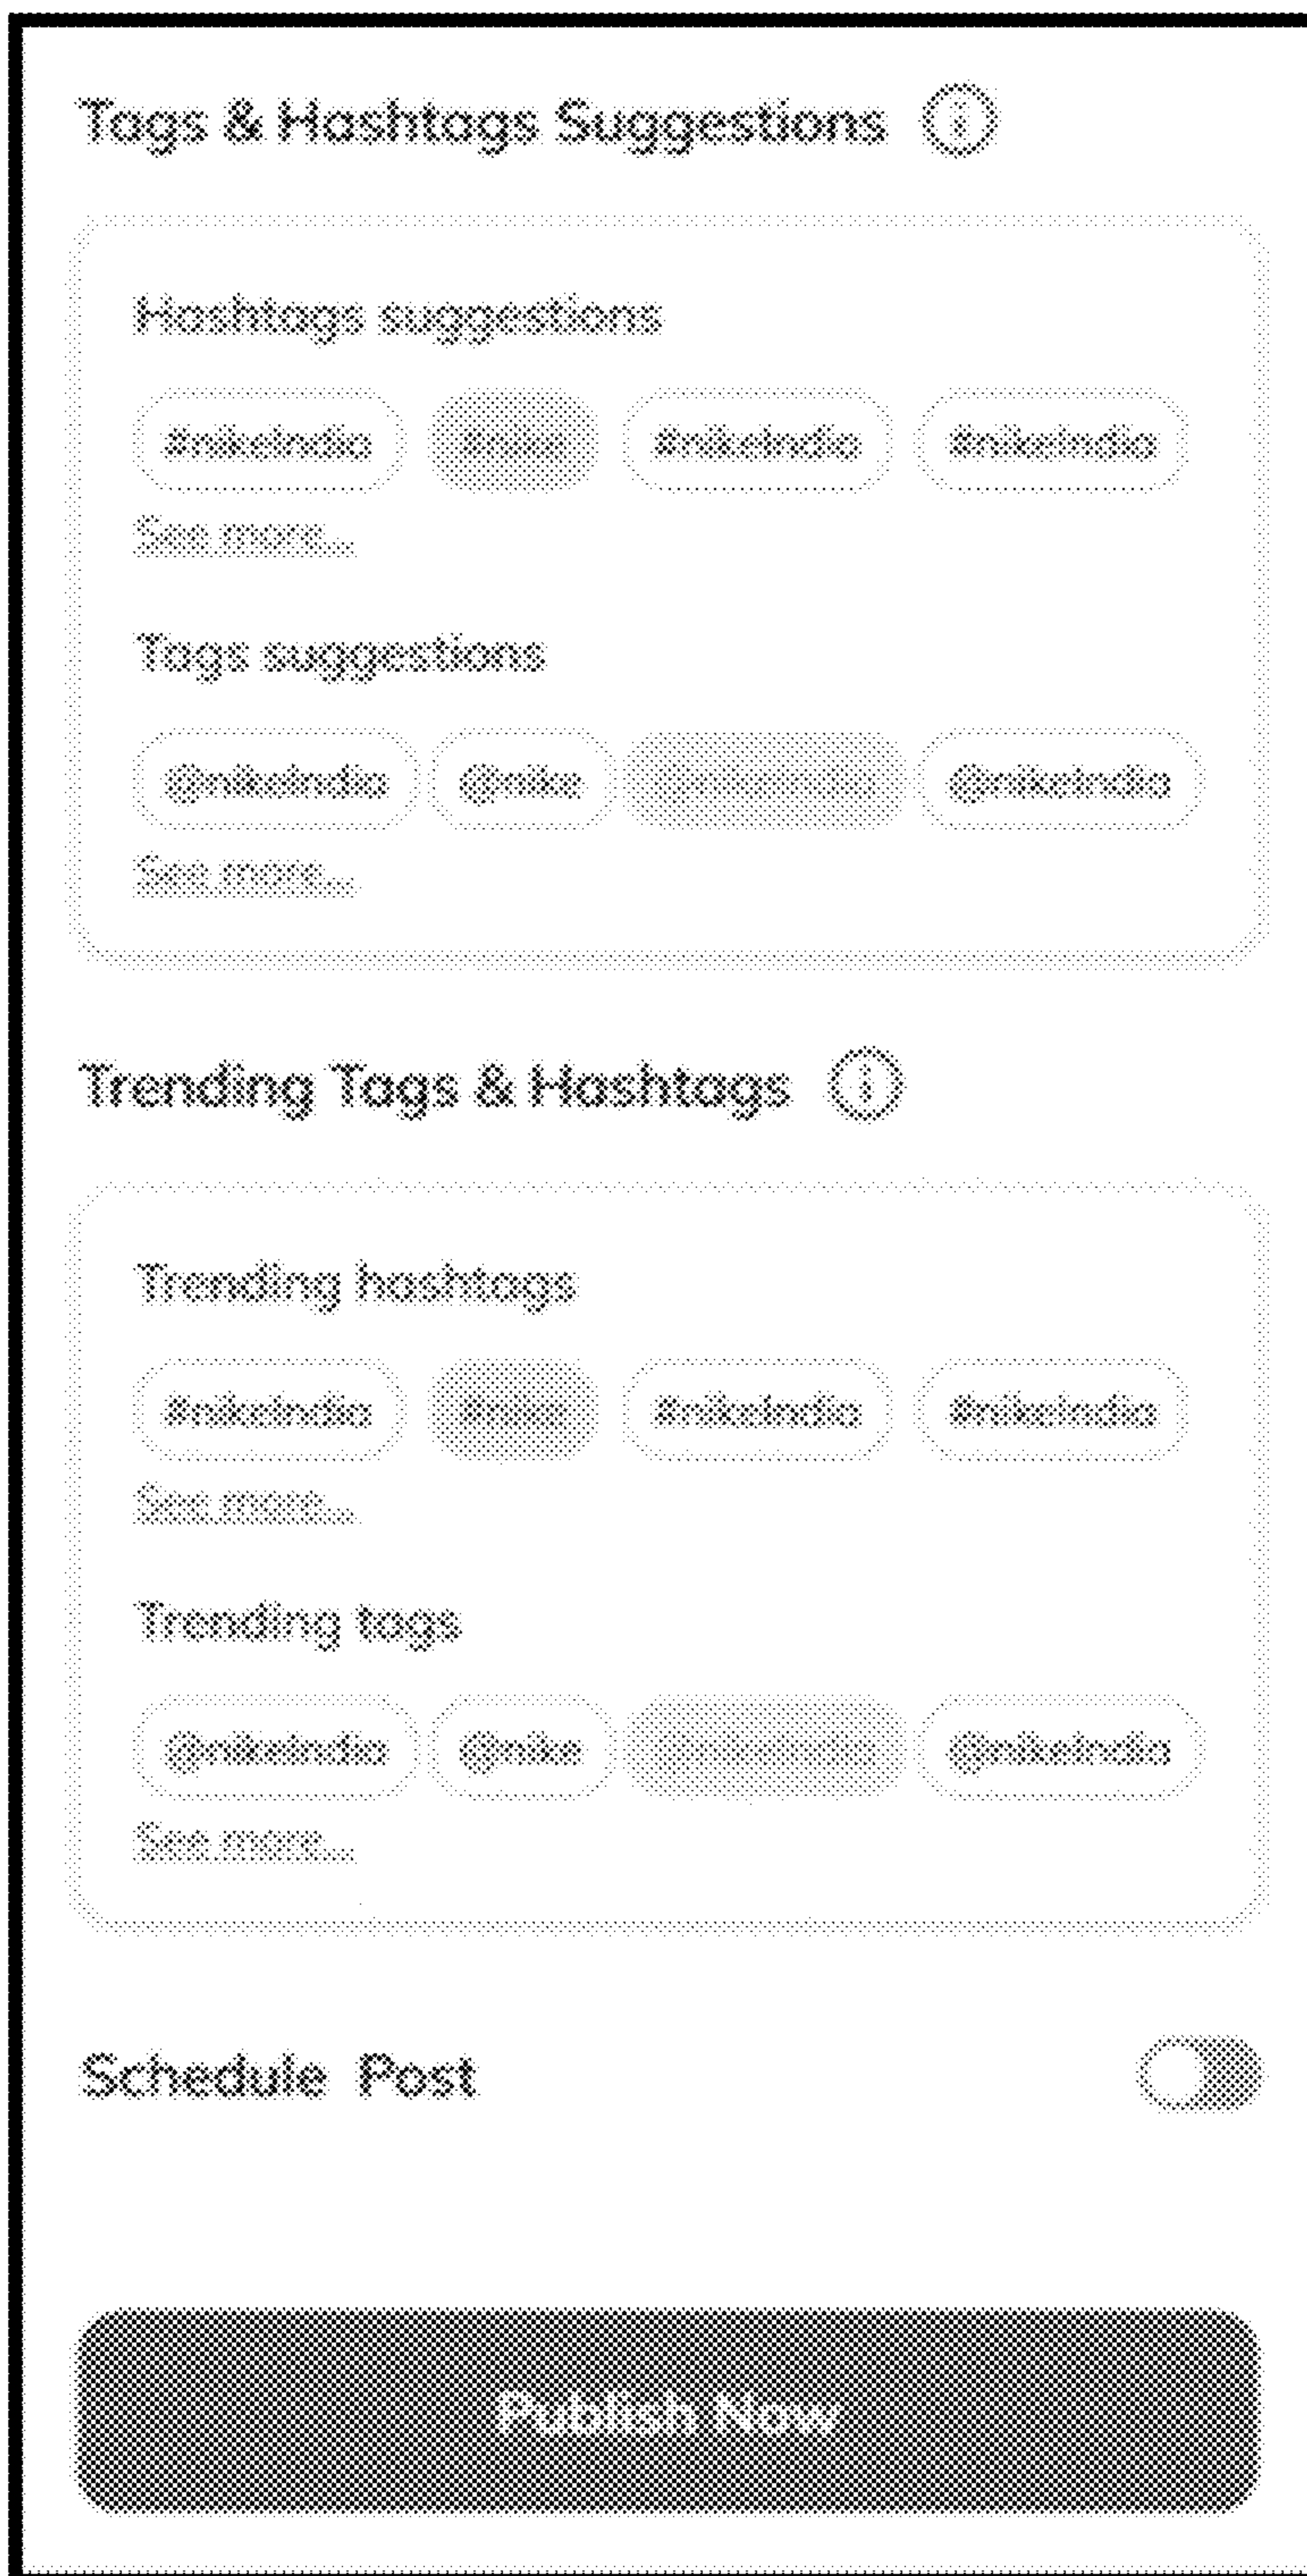 Tags & Hashtags Suggestions
Hashtags suggestions
#nikeindia #nike #nikeindia #nikeindia
See more...
Tags suggestions
@nikeindia @nike @nikeindia
See more...
Trending Tags & Hashtags
Trending hashtags
#nikeindia #nike #nikeindia #nikeindia
See more...
Trending tags
@nikeindia @nike @nikeindia
See more...
Schedule Post
Publish Now